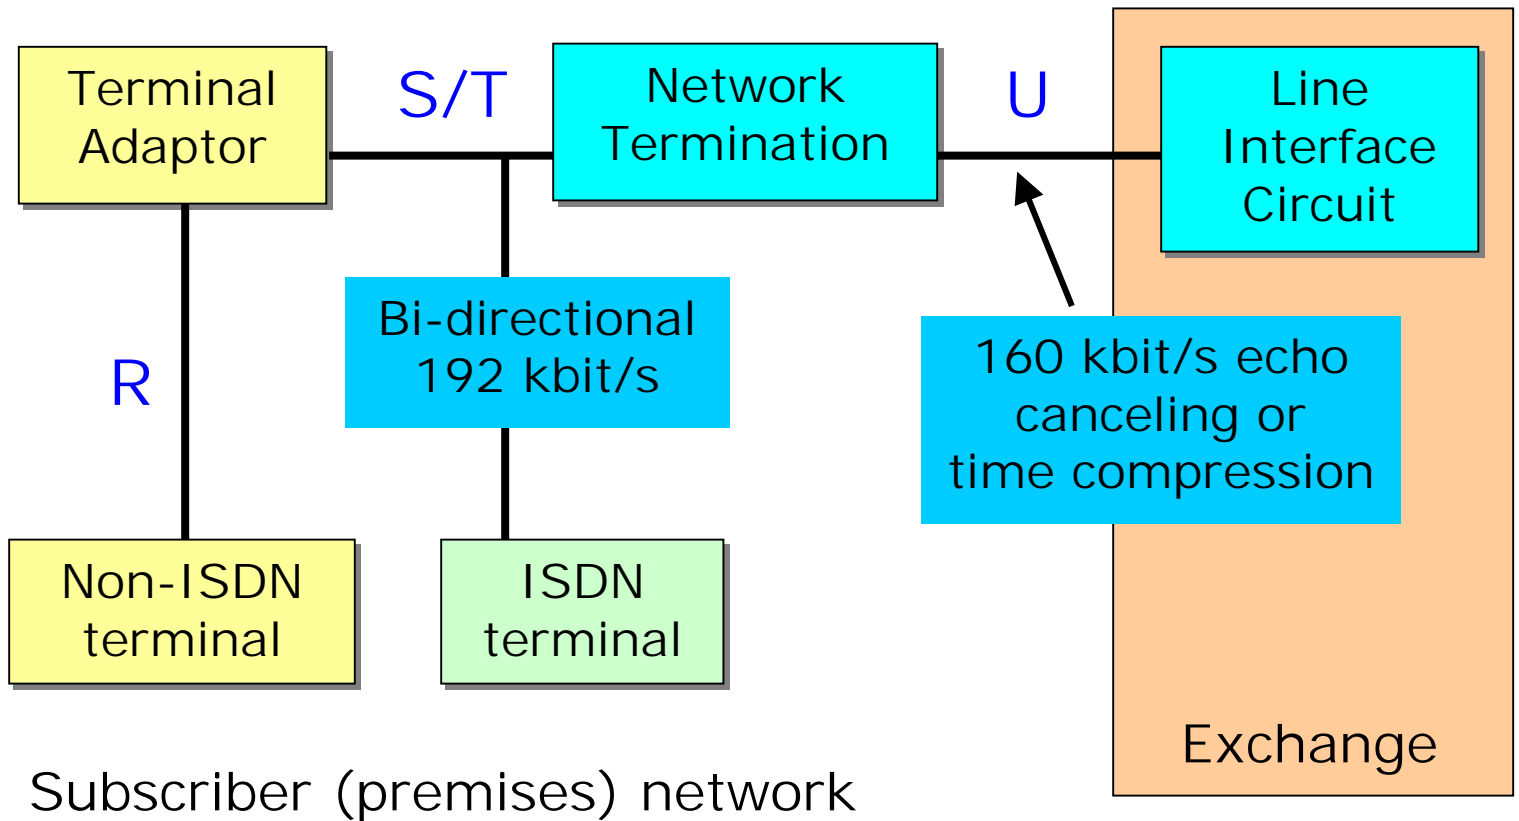 Terminal
Adaptor
S/T
Network
Termination
U
Line
Interface
Circuit
Bi-directional
192 kbit/s
R
160 kbit/s echo
canceling or
time compression
Non-ISDN
terminal
ISDN
terminal
Exchange
Subscriber (premises) network